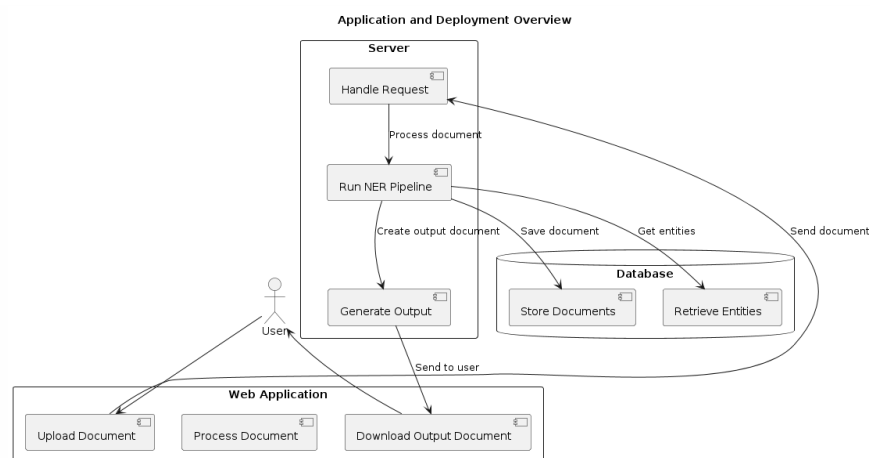 Application and Deployment Overview
Server
Handle Request
Process document
Run NER Pipeline
Create output document
Save document
Get entities
Send document
Database
Store Documents
Retrieve Entities
Generate Output
User
Send to user
Web Application
Upload Document
Process Document
Download Output Document